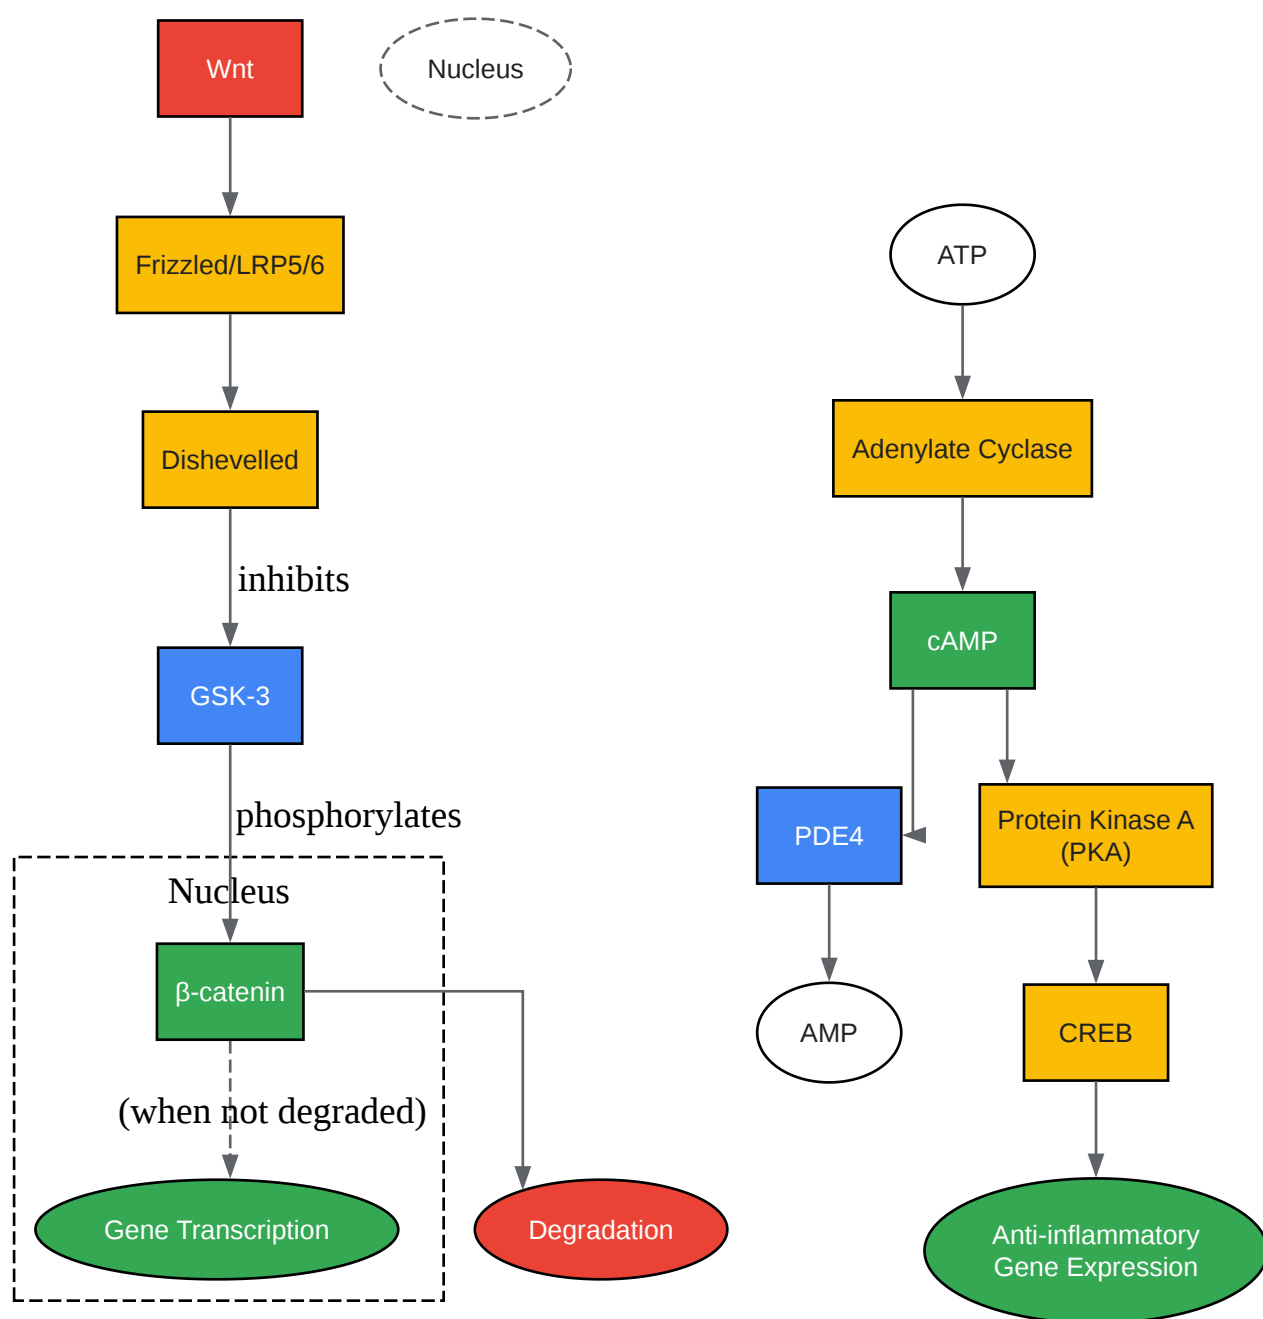 Wnt
Nucleus
Frizzled/LRP5/6
Dishevelled
inhibits
GSK-3
phosphorylates
Nucleus
β-catenin
(when not degraded)
Gene Transcription
Degradation
ATP
Adenylate Cyclase
cAMP
PDE4
Protein Kinase A
(PKA)
AMP
CREB
Anti-inflammatory
Gene Expression